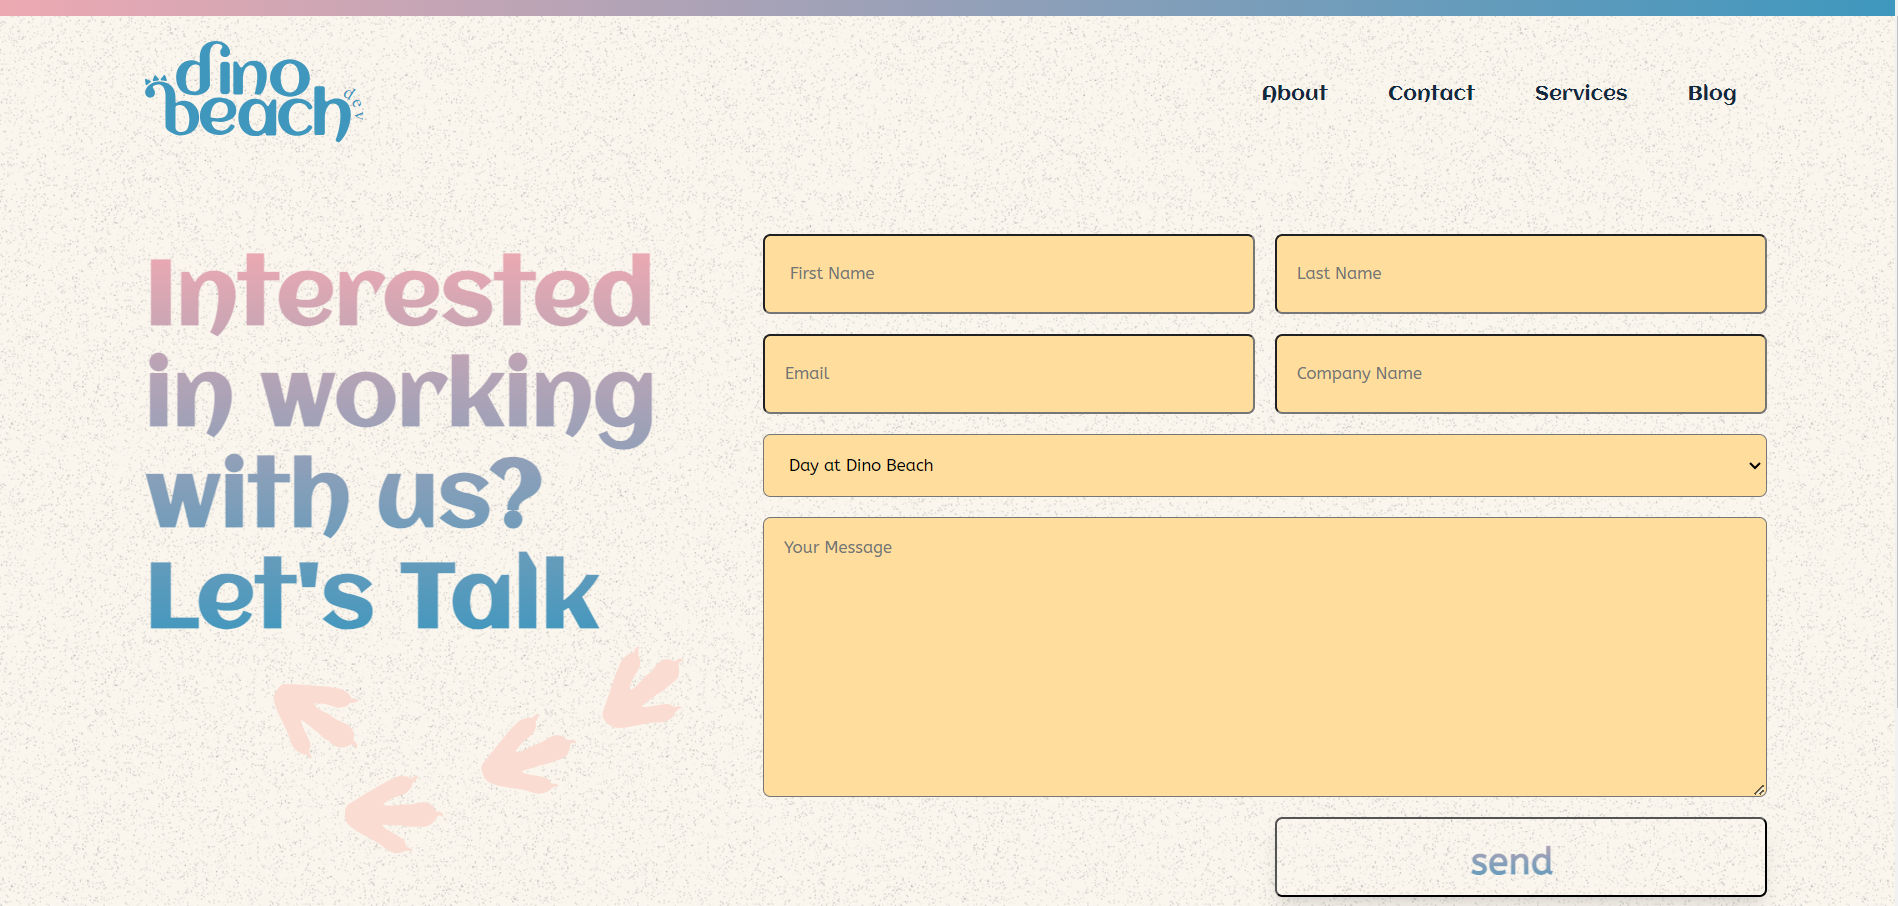 dino
beach
dev
About Contact Services Blog
Interested
in working
with us?
Let's Talk
First Name
Last Name
Email
Company Name
Day at Dino Beach
Your Message
send